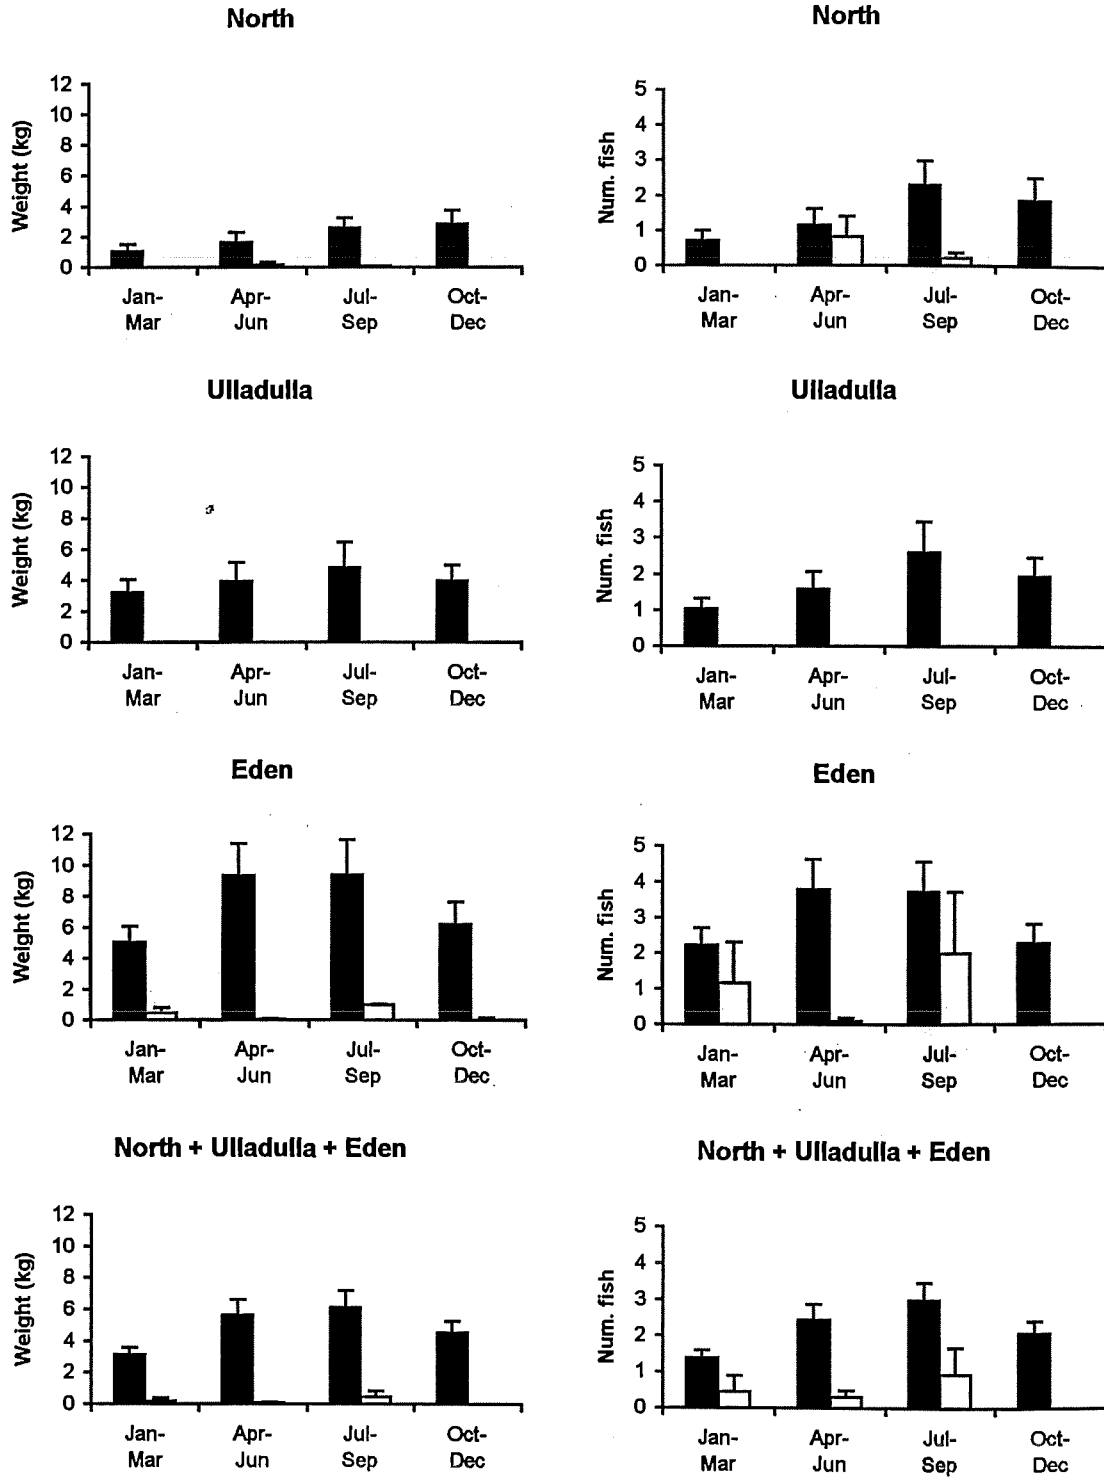 North
Weight (kg)
12
10
8
6
4
2
0
Jan-
Mar
Apr-
Jun
Jul-
Sep
Oct-
Dec
North
Num. fish
5
4
3
2
1
0
Jan-
Mar
Apr-
Jun
Jul-
Sep
Oct-
Dec
Ulladulla
Weight (kg)
12
10
8
6
4
2
0
Jan-
Mar
Apr-
Jun
Jul-
Sep
Oct-
Dec
Ulladulla
Num. fish
5
4
3
2
1
0
Jan-
Mar
Apr-
Jun
Jul-
Sep
Oct-
Dec
Eden
Weight (kg)
12
10
8
6
4
2
0
Jan-
Mar
Apr-
Jun
Jul-
Sep
Oct-
Dec
Eden
Num. fish
5
4
3
2
1
0
Jan-
Mar
Apr-
Jun
Jul-
Sep
Oct-
Dec
North + Ulladulla + Eden
Weight (kg)
12
10
8
6
4
2
0
Jan-
Mar
Apr-
Jun
Jul-
Sep
Oct-
Dec
North + Ulladulla + Eden
Num. fish
5
4
3
2
1
0
Jan-
Mar
Apr-
Jun
Jul-
Sep
Oct-
Dec